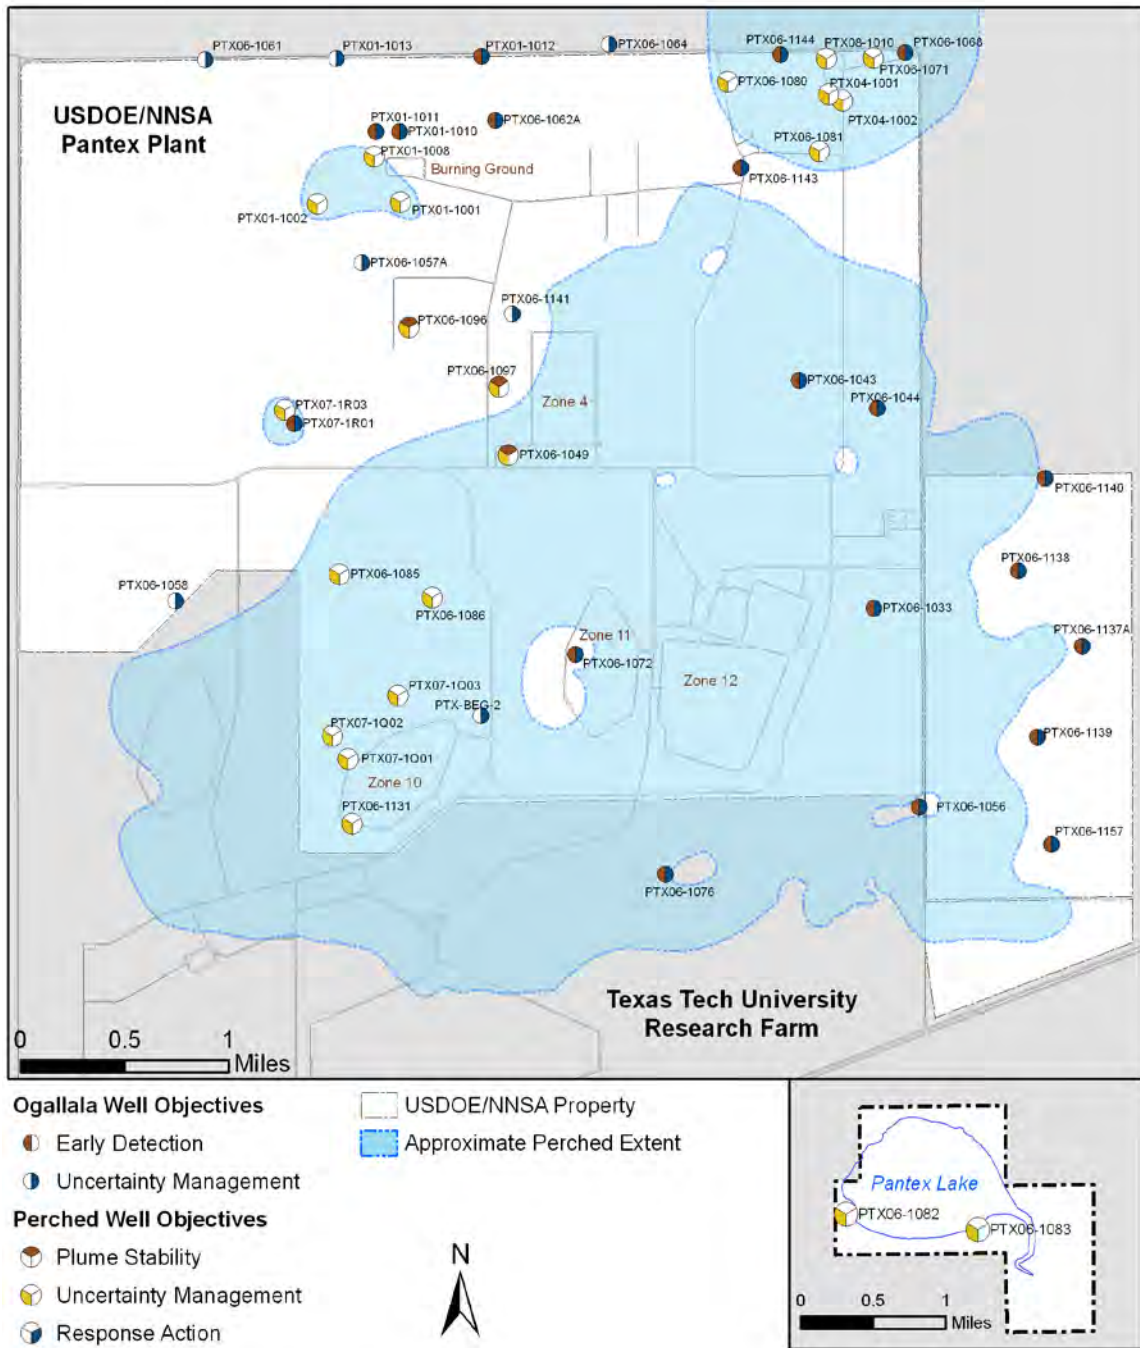 PTX06-1061
PTX01-1013
PTX01-1012
PTX06-1064
PTX06-1144
PTX08-1010
PTX06-1068
PTX06-1071
PTX06-1080
PTX04-1001
PTX04-1002
USDOE/NNSA
Pantex Plant
PTX01-1011
PTX01-1010
PTX06-1062A
PTX06-1081
PTX01-1008
Burning Ground
PTX06-1143
PTX01-1002
PTX01-1001
PTX06-1057A
PTX06-1141
PTX06-1096
PTX06-1097
PTX06-1043
PTX06-1044
Zone 4
PTX07-1R03
PTX07-1R01
PTX06-1049
PTX06-1140
PTX06-1085
PTX06-1138
PTX06-1058
PTX06-1086
PTX06-1033
Zone 11
PTX06-1137A
PTX06-1072
Zone 12
PTX07-1Q03
PTX-BEG-2
PTX07-1Q02
PTX06-1139
PTX07-1Q01
Zone 10
PTX06-1131
PTX06-1056
PTX06-1157
PTX06-1076
Texas Tech University
Research Farm
0 0.5 1
Miles
Ogallala Well Objectives
Early Detection
Uncertainty Management
Perched Well Objectives
Plume Stability
Uncertainty Management
Response Action
USDOE/NNSA Property
Approximate Perched Extent
N
Pantex Lake
PTX06-1082
PTX06-1083
0 0.5 1
Miles